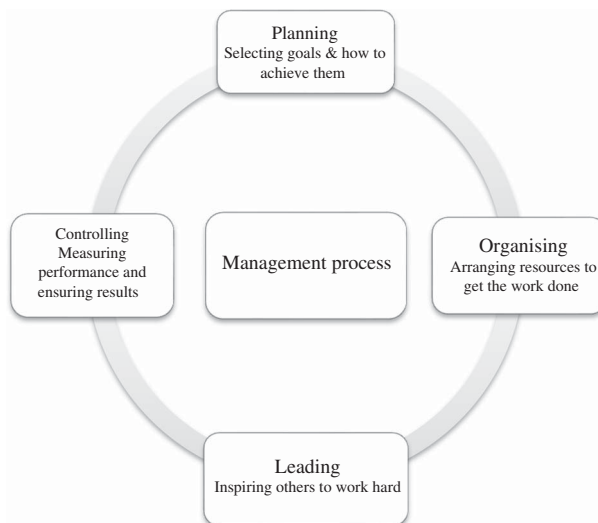 Planning
Selecting goals & how to
achieve them
Controlling
Measuring
performance and
ensuring results
Management process
Organising
Arranging resources to
get the work done
Leading
Inspiring others to work hard